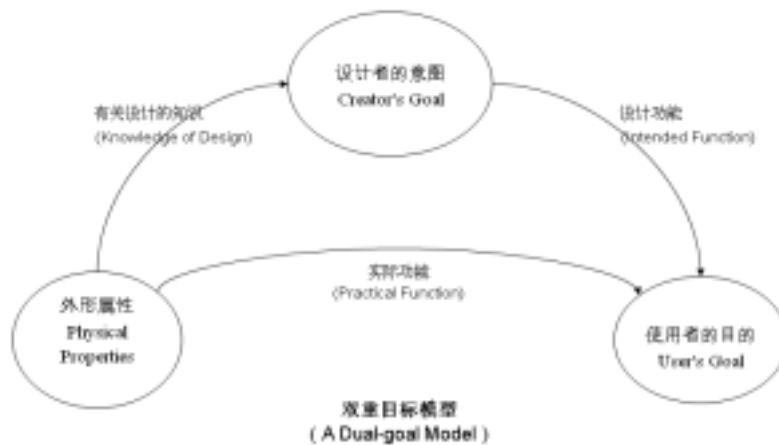 设计者的意图
Creator's Goal
有关设计的知识
(Knowledge of Design)
设计功能
(Intended Function)
实际功能
(Practical Function)
外形属性
Physical
Properties
使用者的目的
User's Goal
双重目标模型
( A Dual-goal Model )